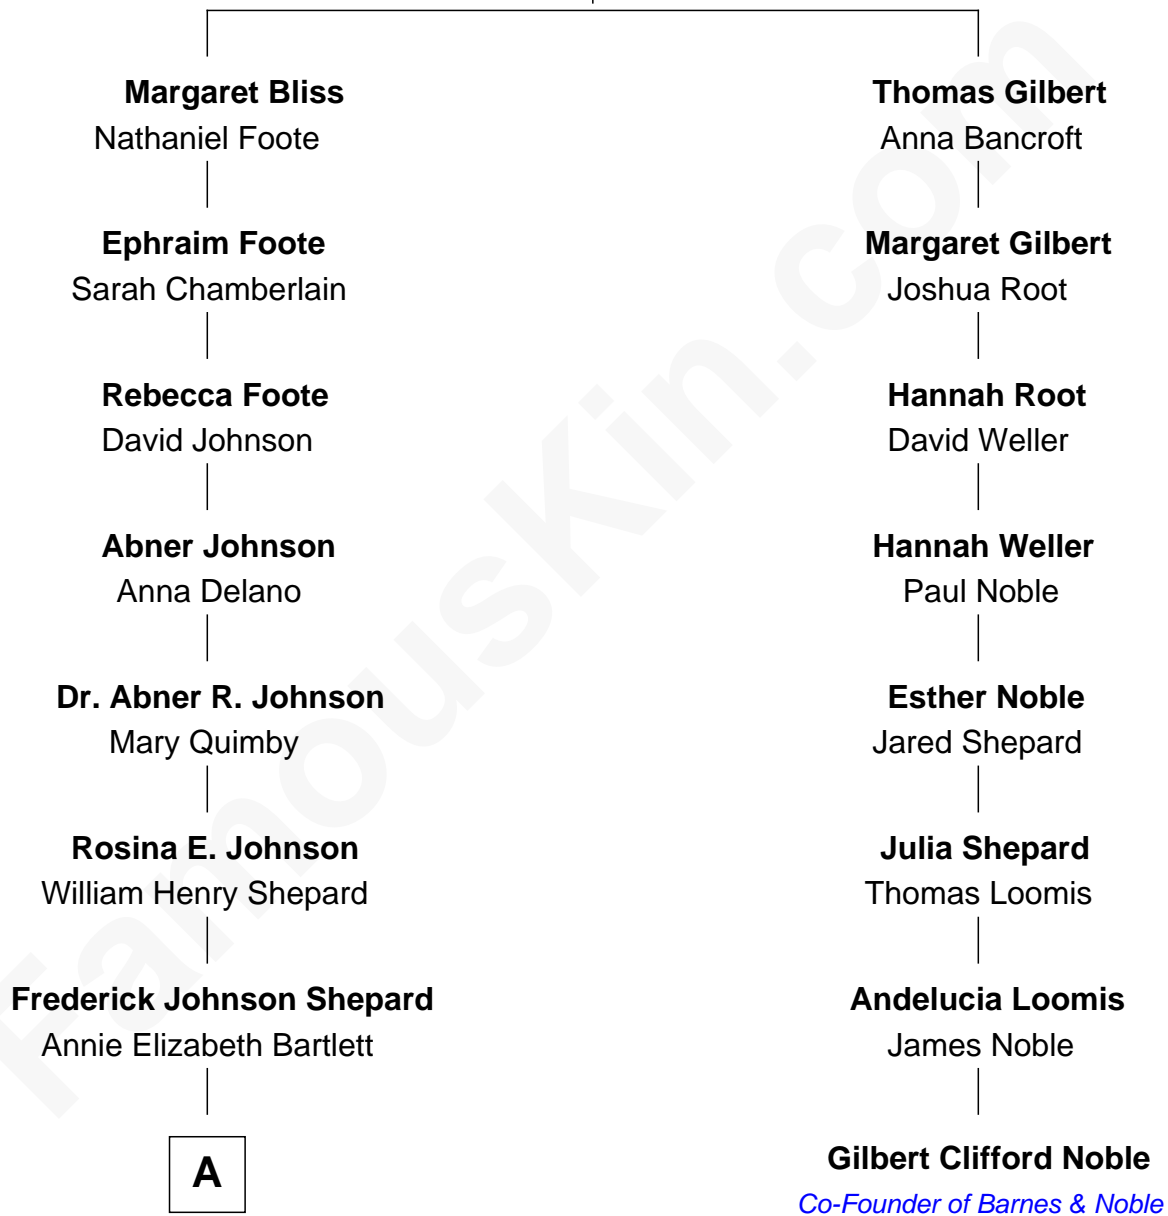 Margaret Bliss
Nathaniel Foote
Ephraim Foote
Sarah Chamberlain
Rebecca Foote
David Johnson
Abner Johnson
Anna Delano
Dr. Abner R. Johnson
Mary Quimby
Rosina E. Johnson
William Henry Shepard
Frederick Johnson Shepard
Annie Elizabeth Bartlett
A
Thomas Gilbert
Anna Bancroft
Margaret Gilbert
Joshua Root
Hannah Root
David Weller
Hannah Weller
Paul Noble
Esther Noble
Jared Shepard
Julia Shepard
Thomas Loomis
Andelucia Loomis
James Noble
Gilbert Clifford Noble
Co-Founder of Barnes & Noble
FamousKin.com